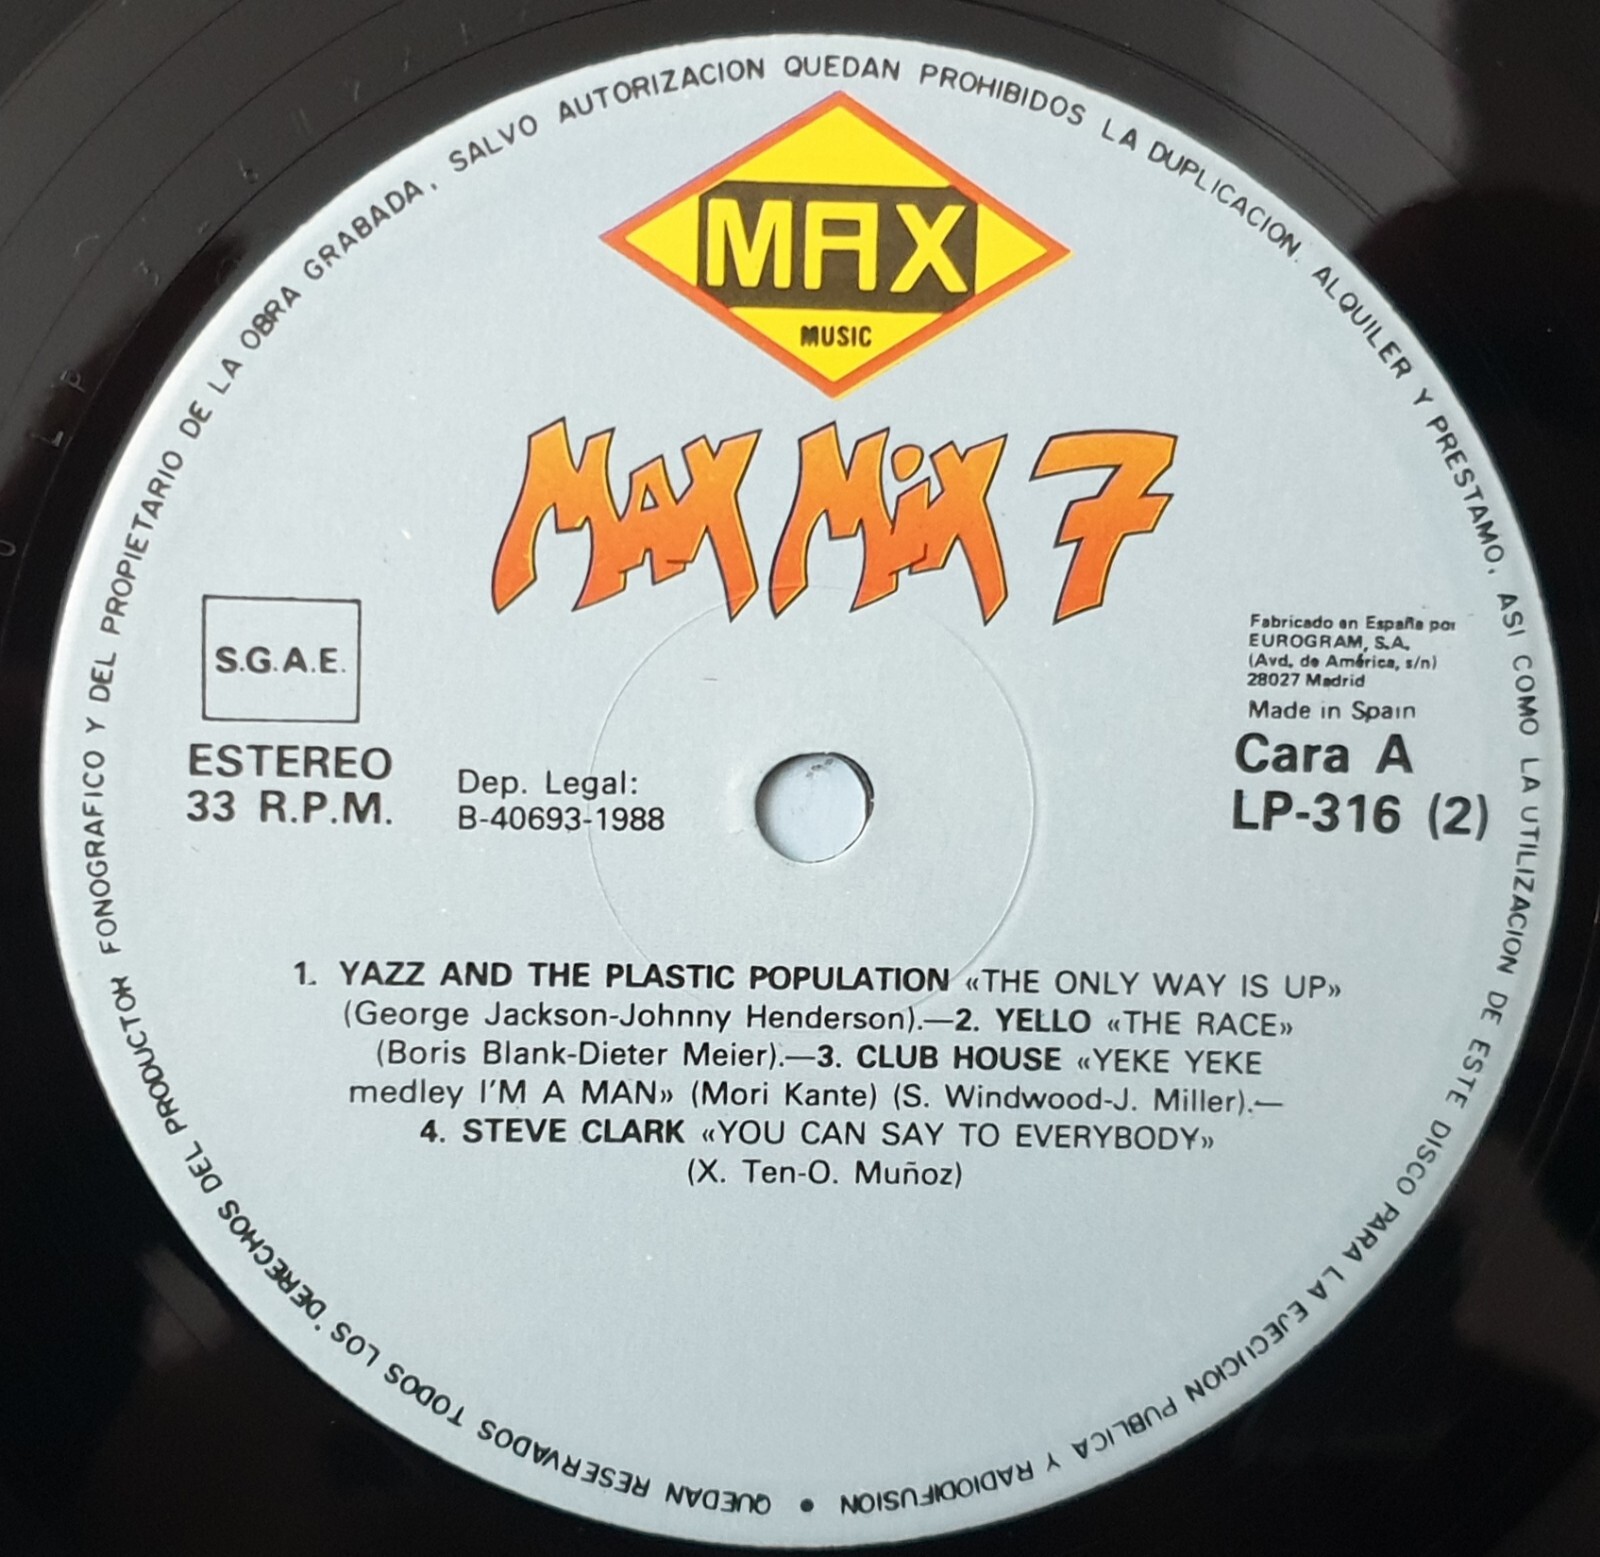 QUEDAN RESERVADOS TODOS LOS DERECHOS DEL PRODUCTOR FONOGRAFICO Y DEL PROPIETARIO DE LA OBRA GRABADA. SALVO AUTORIZACION QUEDAN PROHIBIDOS LA DUPLICACION. ALQUILER Y PRESTAMO. ASI COMO LA UTILIZACION DE ESTE DISCO PARA LA EJECUCION PUBLICA Y RADIODIFUSION •
MAX
MUSIC
MAX MiX 7
S.G.A.E.
ESTEREO
33 R.P.M.
Dep. Legal:
B-40693-1988
Fabricado en España por
EUROGRAM, S.A.
(Avd. de América, s/n)
28027 Madrid
Made in Spain
Cara A
LP-316 (2)
1. YAZZ AND THE PLASTIC POPULATION «THE ONLY WAY IS UP»
(George Jackson-Johnny Henderson).—2. YELLO «THE RACE»
(Boris Blank-Dieter Meier).—3. CLUB HOUSE «YEKE YEKE
medley I'M A MAN» (Mori Kante) (S. Windwood-J. Miller).—
4. STEVE CLARK «YOU CAN SAY TO EVERYBODY»
(X. Ten-O. Muñoz)